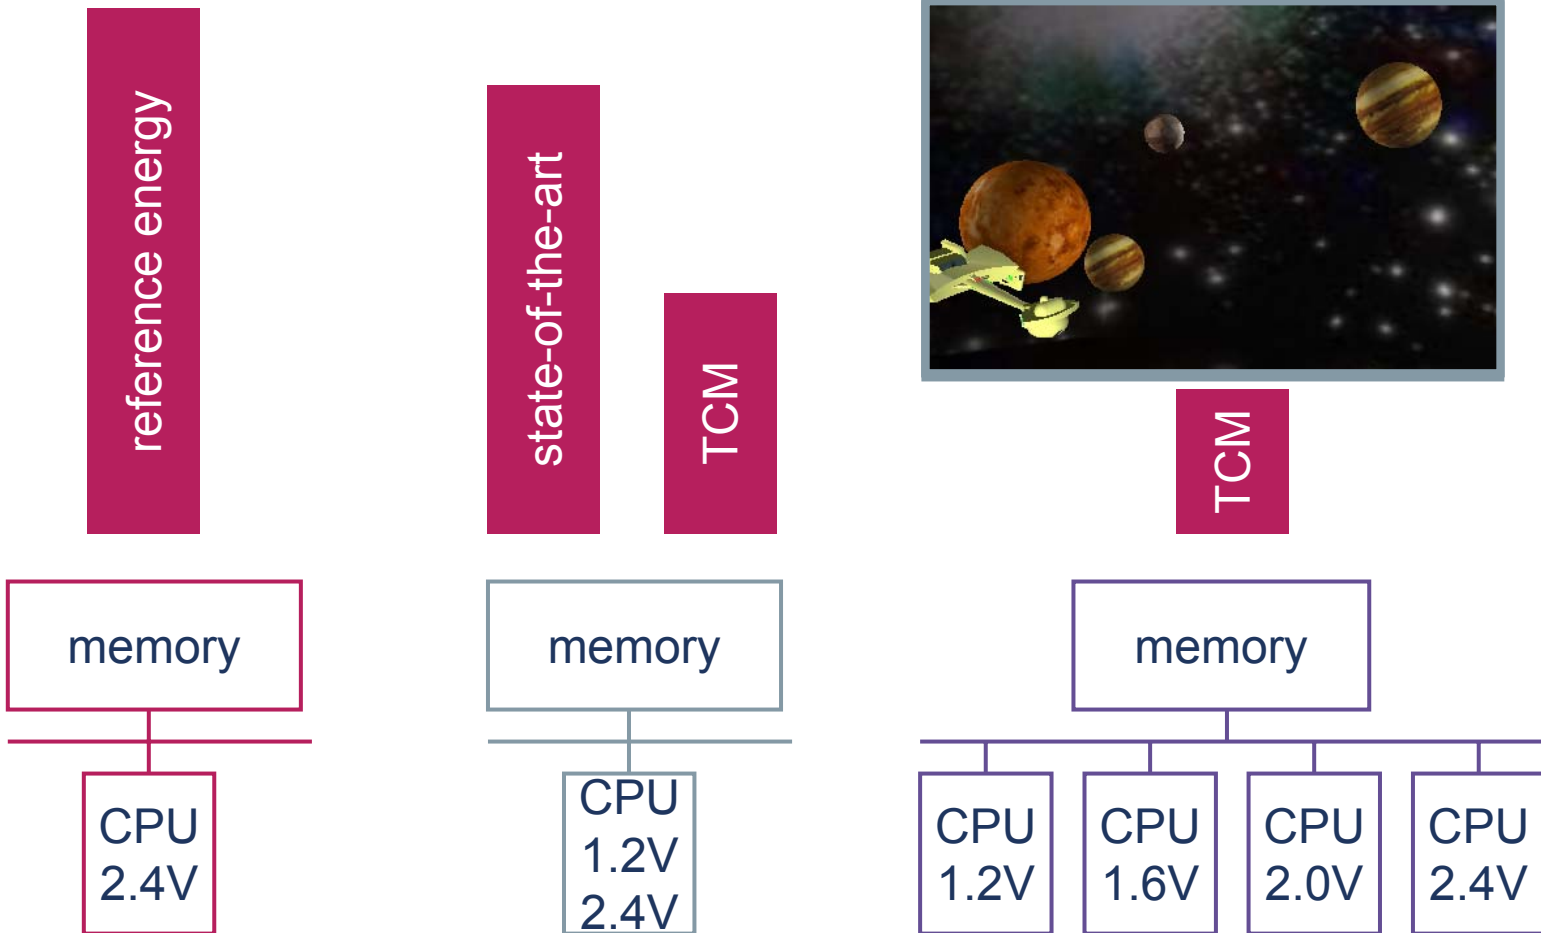 reference energy
state-of-the-art
TCM
TCM
memory
memory
memory
CPU
2.4V
CPU
1.2V
2.4V
CPU
1.2V
CPU
1.6V
CPU
2.0V
CPU
2.4V